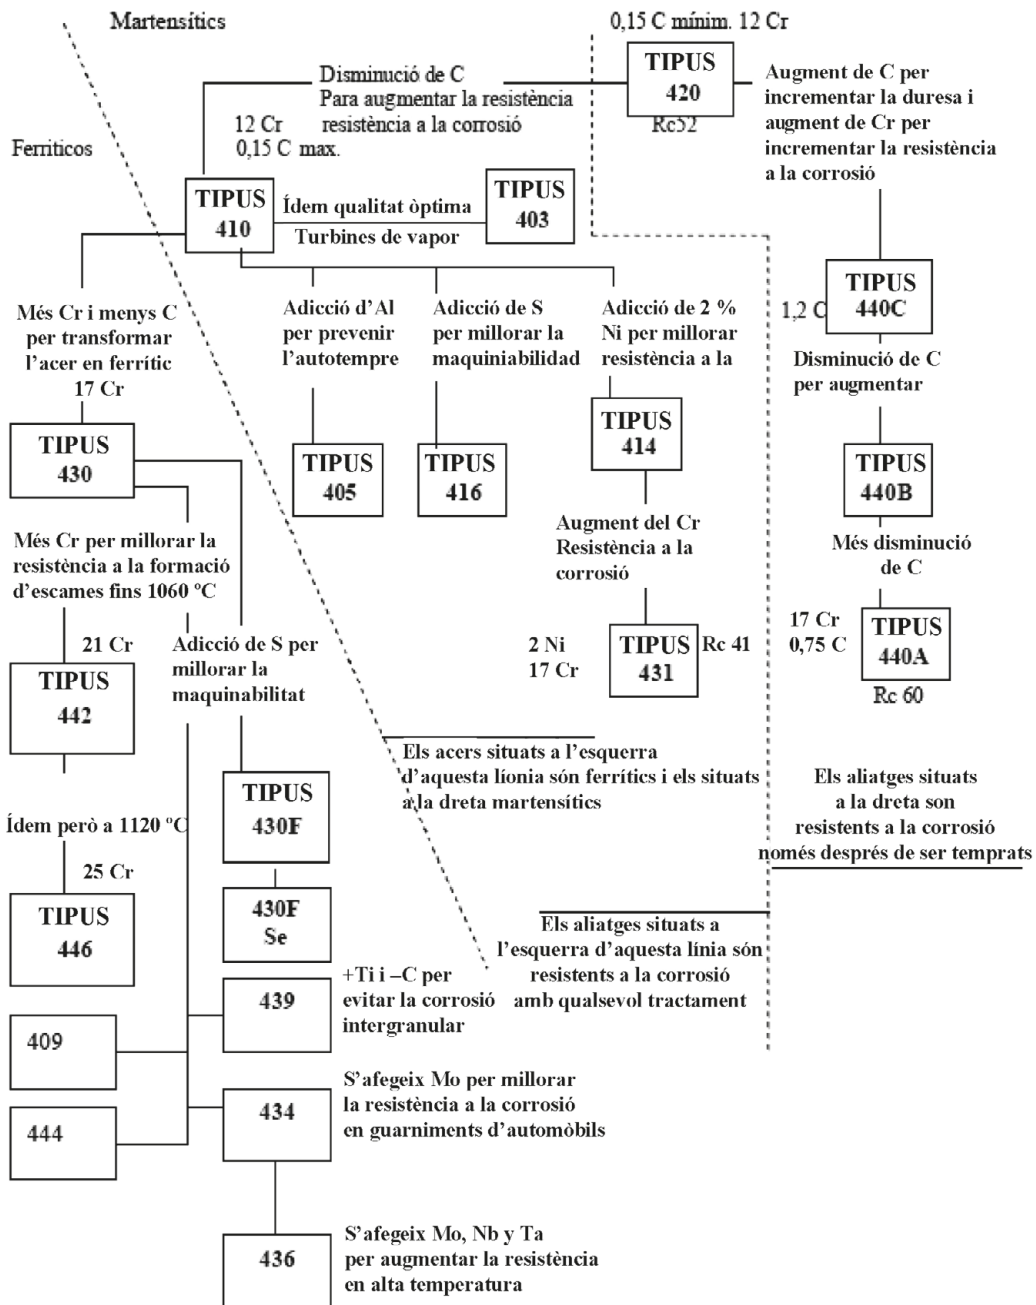 Martensítics
0,15 C mínim. 12 Cr
TIPUS
420
Rc52
Disminució de C
Para augmentar la resistència
resistència a la corrosió
12 Cr
0,15 C max.
Augment de C per
incrementar la duresa i
augment de Cr per
incrementar la resistència
a la corrosió
Ferríticos
TIPUS
410
Ídem qualitat òptima
Turbines de vapor
TIPUS
403
Més Cr i menys C
per transformar
l'acer en ferrític
17 Cr
Adicció d'Al
per prevenir
l'autotempre
Adicció de S
per millorar la
maquiniabilidad
Adicció de 2 %
Ni per millorar
resistència a la
1,2 C
TIPUS
440C
Disminució de C
per augmentar
TIPUS
430
TIPUS
405
TIPUS
416
TIPUS
414
TIPUS
440B
Més Cr per millorar la
resistència a la formació
d'escames fins 1060 ºC
Augment del Cr
Resistència a la
corrosió
Més disminució
de C
21 Cr
TIPUS
442
Adicció de S per
millorar la
maquinabilitat
2 Ni
17 Cr
TIPUS
431
Rc 41
17 Cr
0,75 C
TIPUS
440A
Rc 60
Els acers situats a l'esquerra
d'aquesta líonia són ferrítics i els situats
a la dreta martensítics
Els aliatges situats
a la dreta son
resistents a la corrosió
només després de ser temprats
Ídem però a 1120 ºC
25 Cr
TIPUS
446
TIPUS
430F
430F
Se
Els aliatges situats a
l'esquerra d'aquesta línia són
resistents a la corrosió
amb qualsevol tractament
439
+Ti i –C per
evitar la corrosió
intergranular
409
434
S'afegeix Mo per millorar
la resistència a la corrosió
en guarniments d'automòbils
444
436
S'afegeix Mo, Nb y Ta
per augmentar la resistència
en alta temperatura